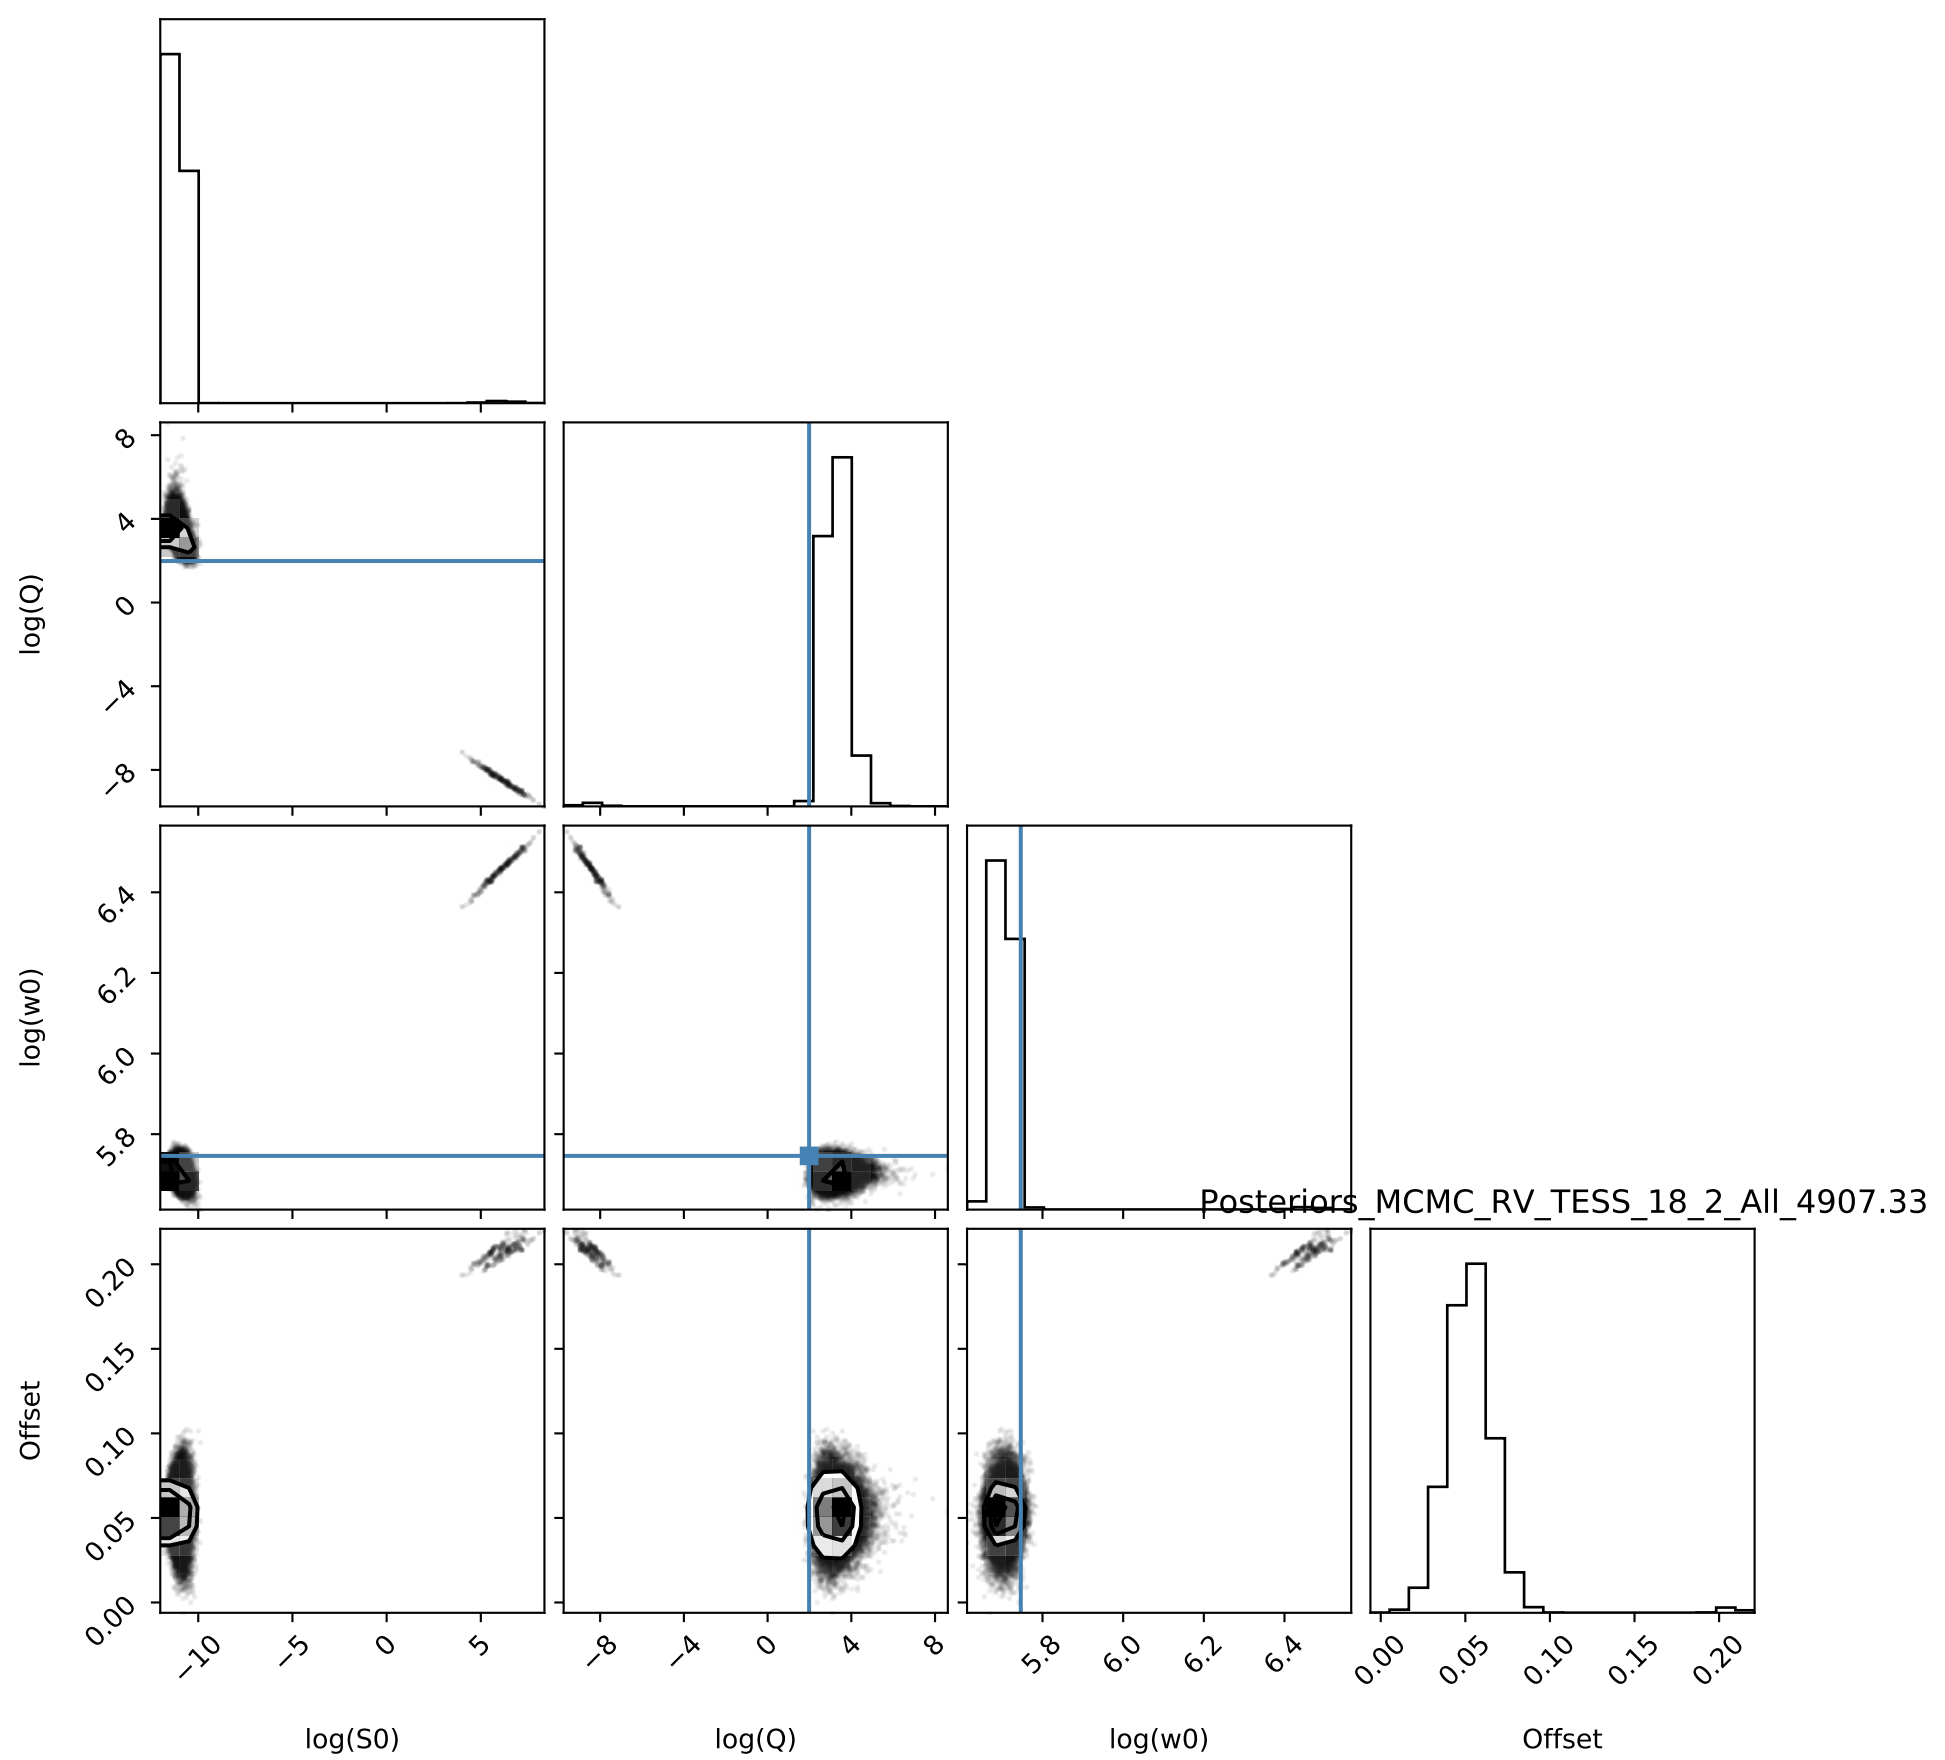 8
4
0
−4
−8
log(Q)
6.4
6.2
6.0
5.8
log(w0)
Posteriors_MCMC_RV_TESS_18_2_All_4907.33
0.20
0.15
0.10
0.05
0.00
Offset
−10 −5 0 5 −8 −4 0 4 8 5.8 6.0 6.2 6.4 0.00 0.05 0.10 0.15 0.20
log(S0) log(Q) log(w0) Offset